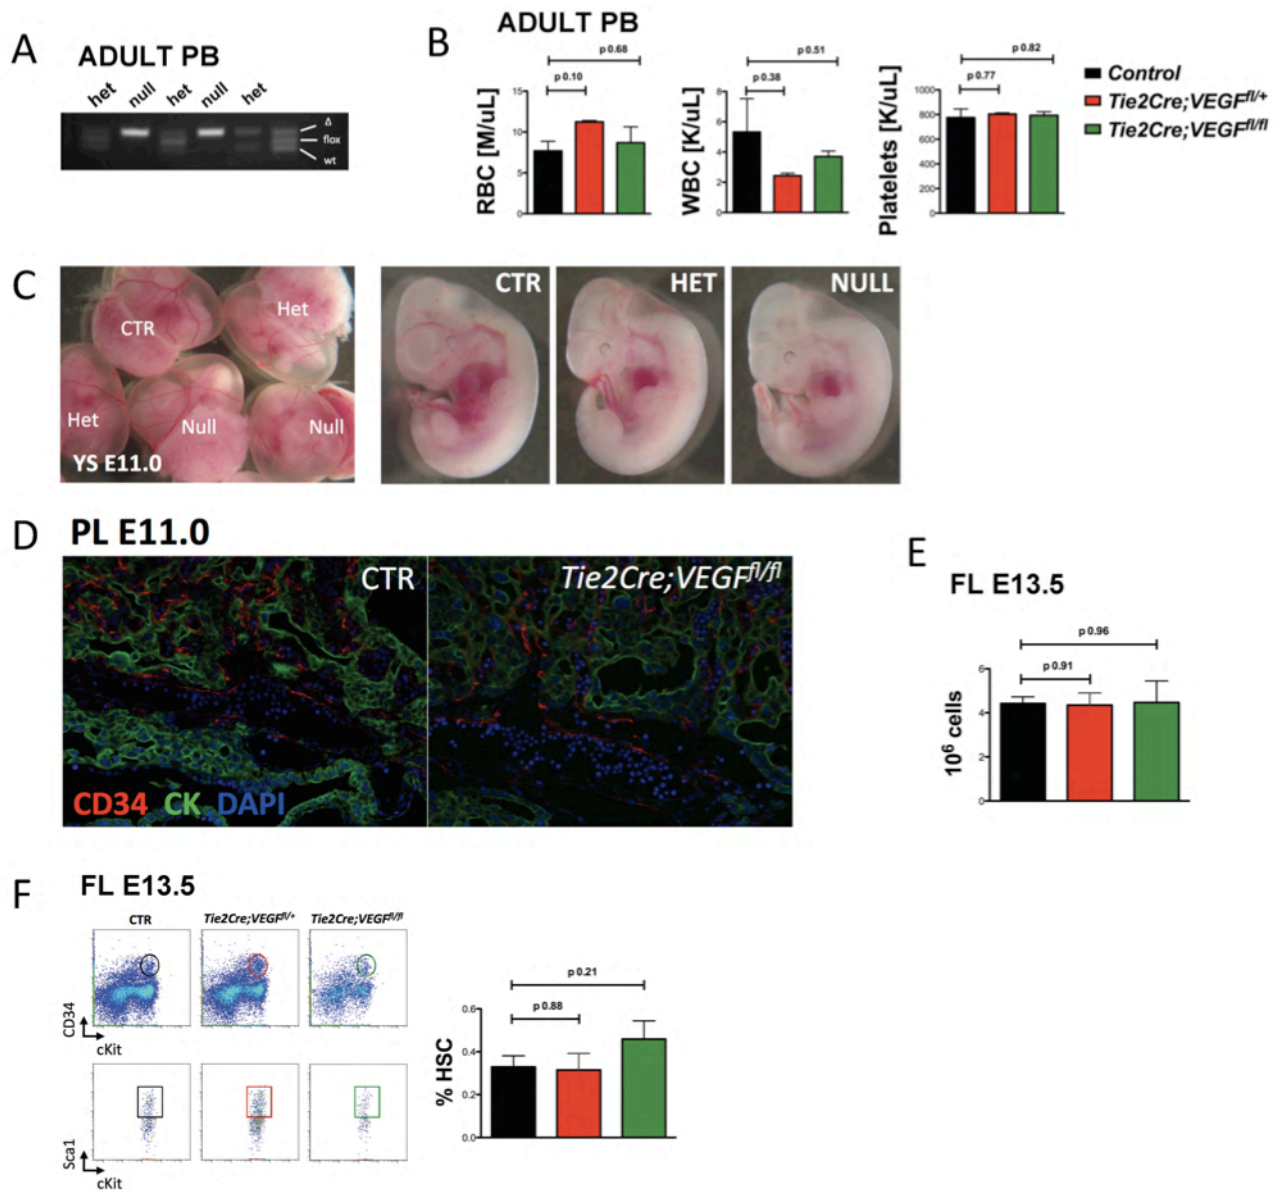 A
ADULT PB
het null het null het
Δ
flox
wt
B
ADULT PB
p 0.68
p 0.10
RBC [M/uL]
15
10
5
0
p 0.51
p 0.38
WBC [K/uL]
8
6
4
2
0
p 0.82
p 0.77
Platelets [K/uL]
1000
800
600
400
200
0
Control
Tie2Cre;VEGFfl/+
Tie2Cre;VEGFfl/fl
C
CTR
Het
Het
Null
Null
YS E11.0
CTR
HET
NULL
D
PL E11.0
CTR
Tie2Cre;VEGFfl/fl
CD34 CK DAPI
E
FL E13.5
p 0.96
p 0.91
10⁶ cells
6
4
2
0
F
FL E13.5
CTR
Tie2Cre;VEGFfl/+
Tie2Cre;VEGFfl/fl
CD34
cKit
Sca1
cKit
p 0.21
p 0.88
% HSC
0.6
0.4
0.2
0.0